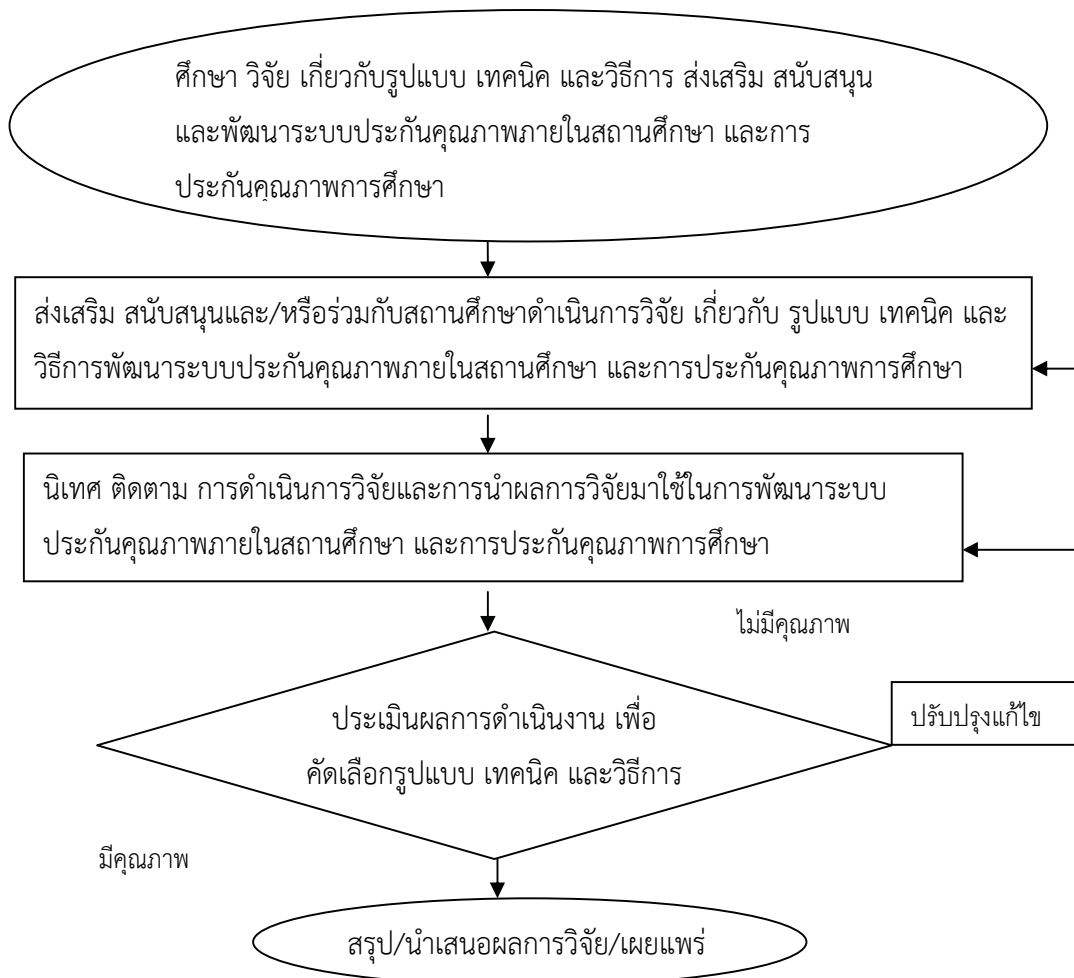 ศึกษา วิจัย เกี่ยวกับรูปแบบ เทคนิค และวิธีการ ส่งเสริม สนับสนุน
และพัฒนาระบบประกันคุณภาพภายในสถานศึกษา และการ
ประกันคุณภาพการศึกษา
ส่งเสริม สนับสนุนและ/หรือร่วมกับสถานศึกษาดำเนินการวิจัย เกี่ยวกับ รูปแบบ เทคนิค และ
วิธีการพัฒนาระบบประกันคุณภาพภายในสถานศึกษา และการประกันคุณภาพการศึกษา
นิเทศ ติดตาม การดำเนินการวิจัยและการนำผลการวิจัยมาใช้ในการพัฒนาระบบ
ประกันคุณภาพภายในสถานศึกษา และการประกันคุณภาพการศึกษา
ไม่มีคุณภาพ
ประเมินผลการดำเนินงาน เพื่อ
คัดเลือกรูปแบบ เทคนิค และวิธีการ
ปรับปรุงแก้ไข
มีคุณภาพ
สรุป/นำเสนอผลการวิจัย/เผยแพร่